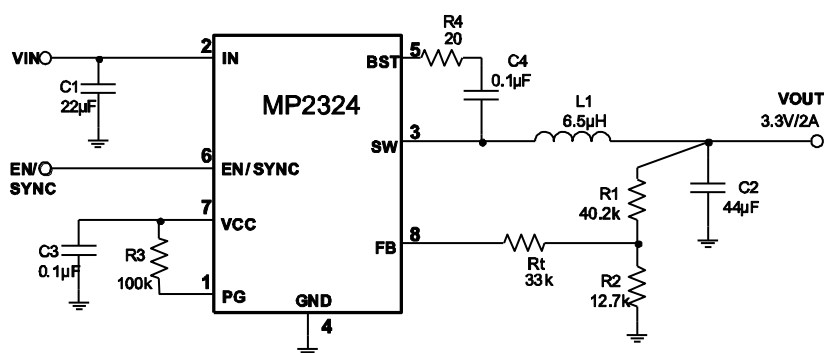 VIN
2
IN
C1
22µF
MP2324
BST
5
R4
20
C4
0.1µF
SW
3
L1
6.5µH
VOUT
3.3V/2A
EN/
SYNC
6
EN/SYNC
7
VCC
C3
0.1µF
R3
100k
1
PG
GND
4
FB
8
Rt
33k
R1
40.2k
R2
12.7k
C2
44µF